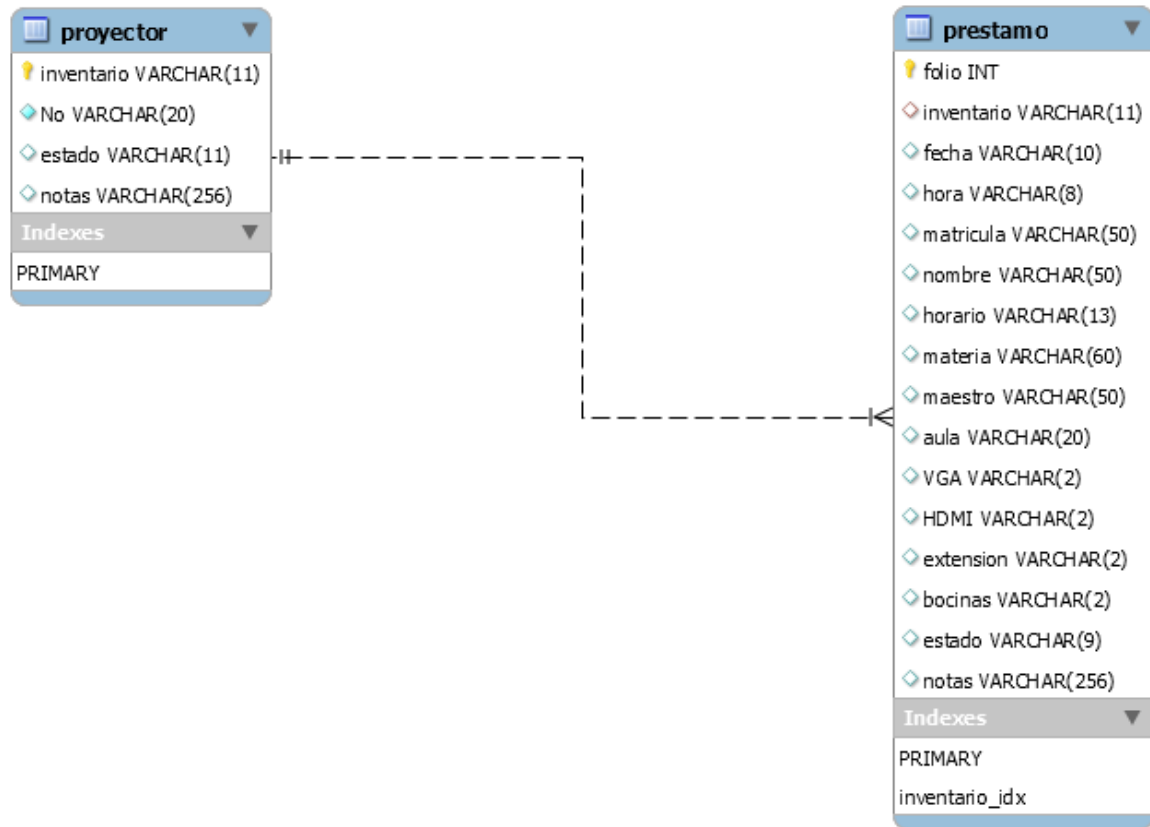 proyector
inventario VARCHAR(11)
No VARCHAR(20)
estado VARCHAR(11)
notas VARCHAR(256)
Indexes
PRIMARY
prestamo
folio INT
inventario VARCHAR(11)
fecha VARCHAR(10)
hora VARCHAR(8)
matricula VARCHAR(50)
nombre VARCHAR(50)
horario VARCHAR(13)
materia VARCHAR(60)
maestro VARCHAR(50)
aula VARCHAR(20)
VGA VARCHAR(2)
HDMI VARCHAR(2)
extension VARCHAR(2)
bocinas VARCHAR(2)
estado VARCHAR(9)
notas VARCHAR(256)
Indexes
PRIMARY
inventario_idx